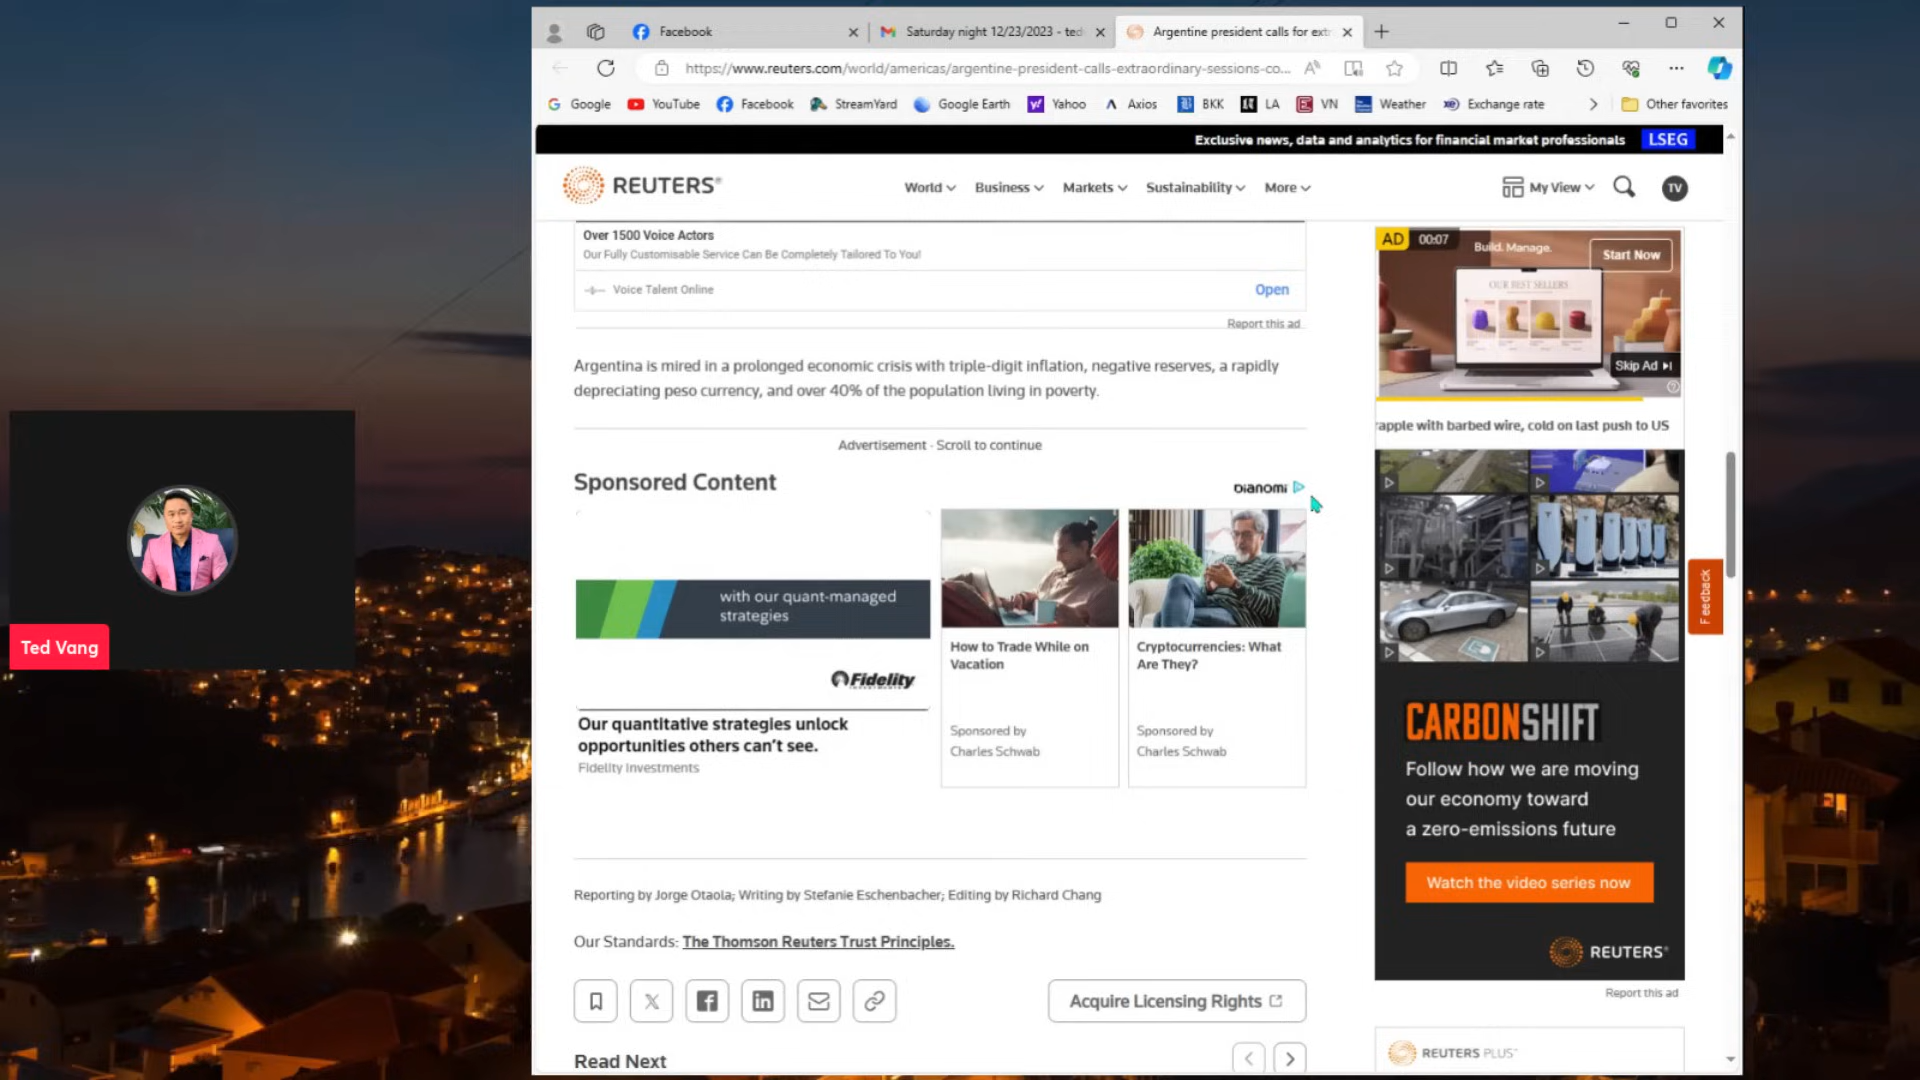 Facebook
Saturday night 12/23/2023 - ted
Argentine president calls for extr
https://www.reuters.com/world/americas/argentine-president-calls-extraordinary-sessions-co...
Google
YouTube
Facebook
StreamYard
Google Earth
Yahoo
Axios
BKK
LA
VN
Weather
Exchange rate
Other favorites
Exclusive news, data and analytics for financial market professionals
LSEG
REUTERS®
World
Business
Markets
Sustainability
More
My View
TV
Over 1500 Voice Actors
Our Fully Customisable Service Can Be Completely Tailored To You!
Voice Talent Online
Open
Report this ad
Argentina is mired in a prolonged economic crisis with triple-digit inflation, negative reserves, a rapidly
depreciating peso currency, and over 40% of the population living in poverty.
Advertisement · Scroll to continue
Sponsored Content
DIANOMI
with our quant-managed
strategies
Fidelity
INVESTMENTS
Our quantitative strategies unlock
opportunities others can't see.
Fidelity Investments
How to Trade While on
Vacation
Sponsored by
Charles Schwab
Cryptocurrencies: What
Are They?
Sponsored by
Charles Schwab
Reporting by Jorge Otaola; Writing by Stefanie Eschenbacher; Editing by Richard Chang
Our Standards: The Thomson Reuters Trust Principles.
Acquire Licensing Rights
Read Next
AD 00:07
Build. Manage.
Start Now
OUR BEST SELLERS
Skip Ad
rapple with barbed wire, cold on last push to US
CARBONSHIFT
Follow how we are moving
our economy toward
a zero-emissions future
Watch the video series now
REUTERS®
Report this ad
REUTERS PLUS™
Feedback
Ted Vang